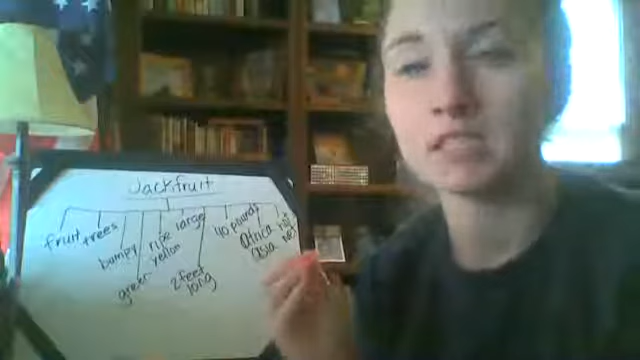 Jackfruit
fruit
trees
bumpy
green
ripe
yellow
large
2 feet
long
40 pounds
Africa
Asia